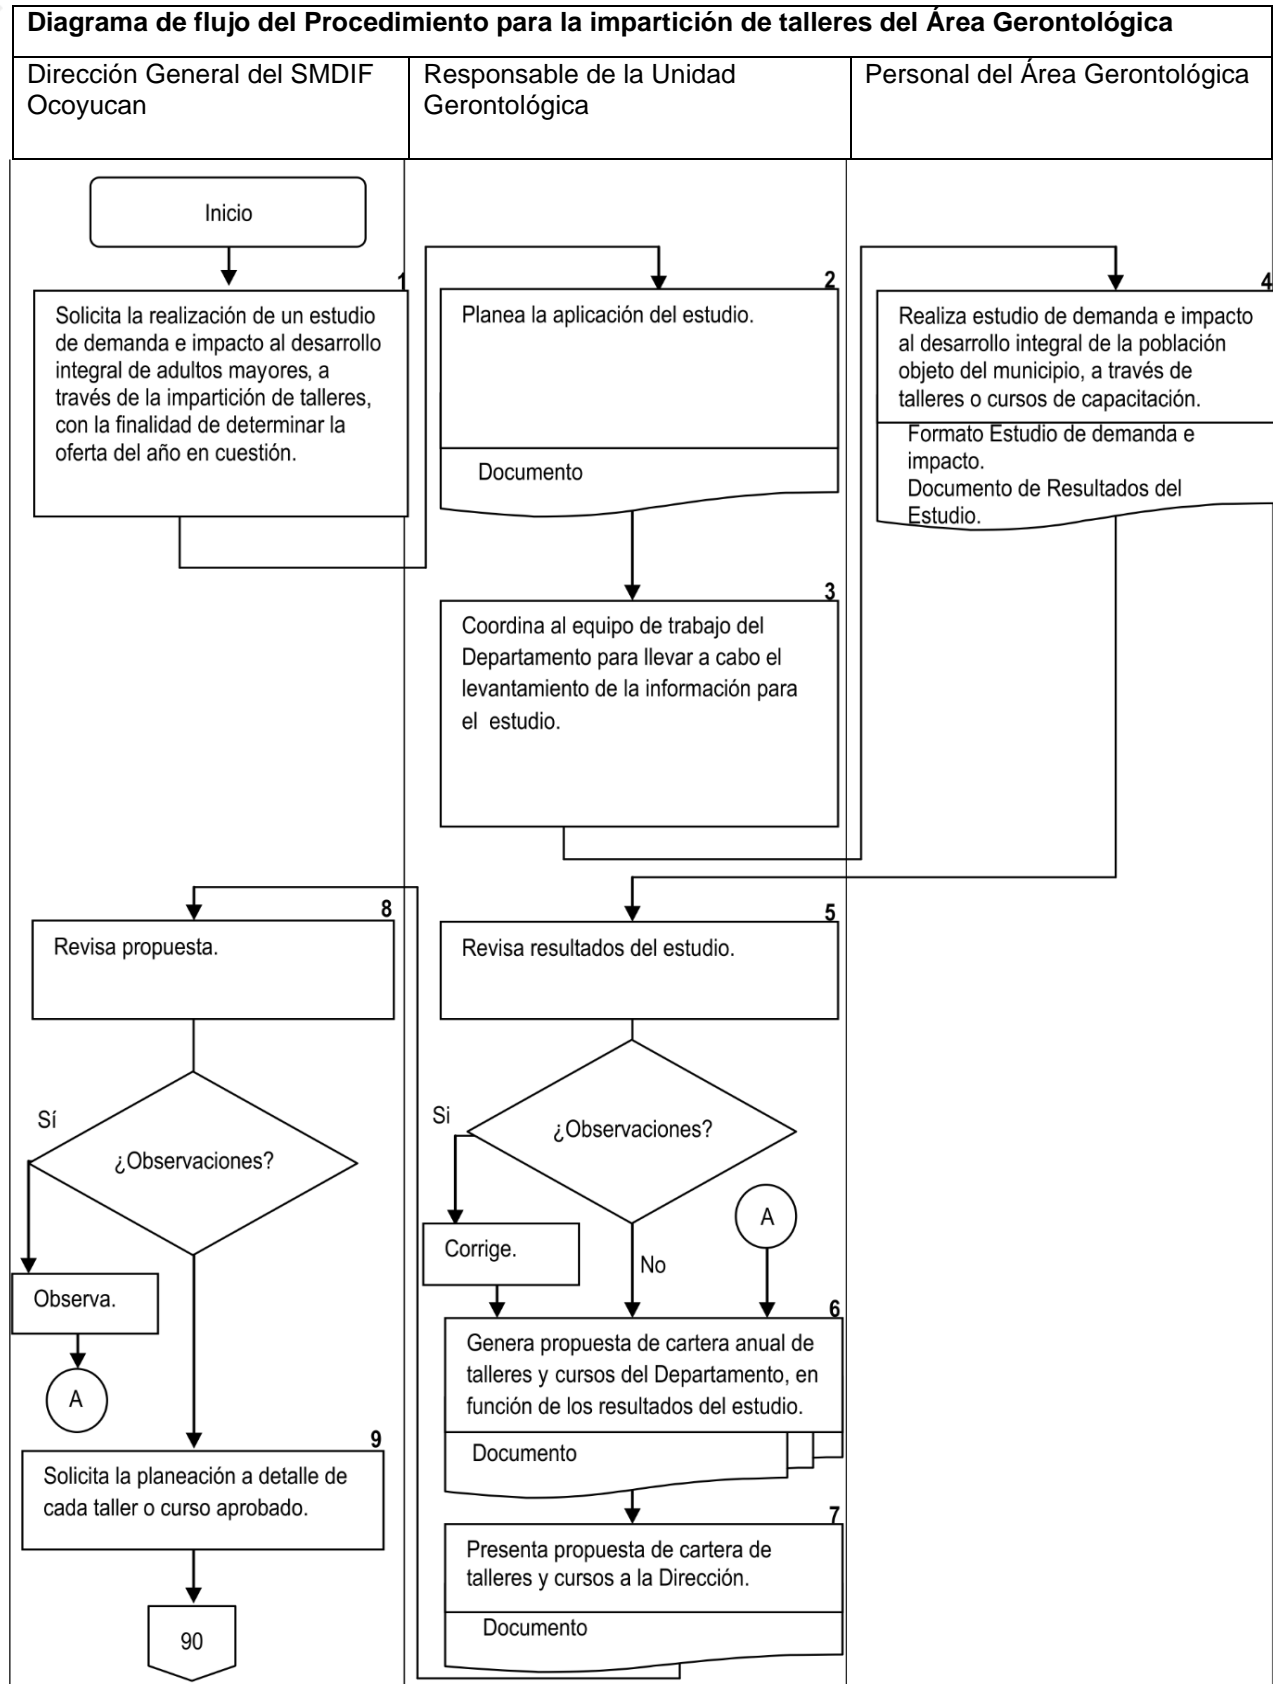 Diagrama de flujo del Procedimiento para la impartición de talleres del Área Gerontológica
Dirección General del SMDIF
Ocoyucan
Responsable de la Unidad
Gerontológica
Personal del Área Gerontológica
Inicio
1
Solicita la realización de un estudio
de demanda e impacto al desarrollo
integral de adultos mayores, a
través de la impartición de talleres,
con la finalidad de determinar la
oferta del año en cuestión.
2
Planea la aplicación del estudio.
Documento
3
Coordina al equipo de trabajo del
Departamento para llevar a cabo el
levantamiento de la información para
el estudio.
4
Realiza estudio de demanda e impacto
al desarrollo integral de la población
objeto del municipio, a través de
talleres o cursos de capacitación.
Formato Estudio de demanda e
impacto.
Documento de Resultados del
Estudio.
5
Revisa resultados del estudio.
¿Observaciones?
Si
Corrige.
No
A
6
Genera propuesta de cartera anual de
talleres y cursos del Departamento, en
función de los resultados del estudio.
Documento
7
Presenta propuesta de cartera de
talleres y cursos a la Dirección.
Documento
8
Revisa propuesta.
¿Observaciones?
Sí
Observa.
A
9
Solicita la planeación a detalle de
cada taller o curso aprobado.
90